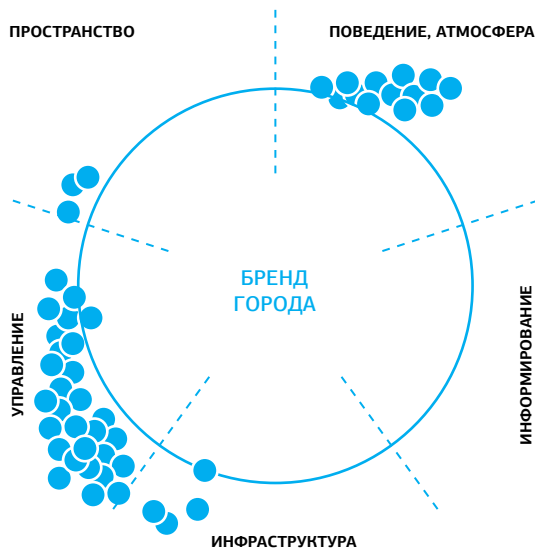 ПРОСТРАНСТВО
ПОВЕДЕНИЕ, АТМОСФЕРА
БРЕНД
ГОРОДА
УПРАВЛЕНИЕ
ИНФОРМИРОВАНИЕ
ИНФРАСТРУКТУРА